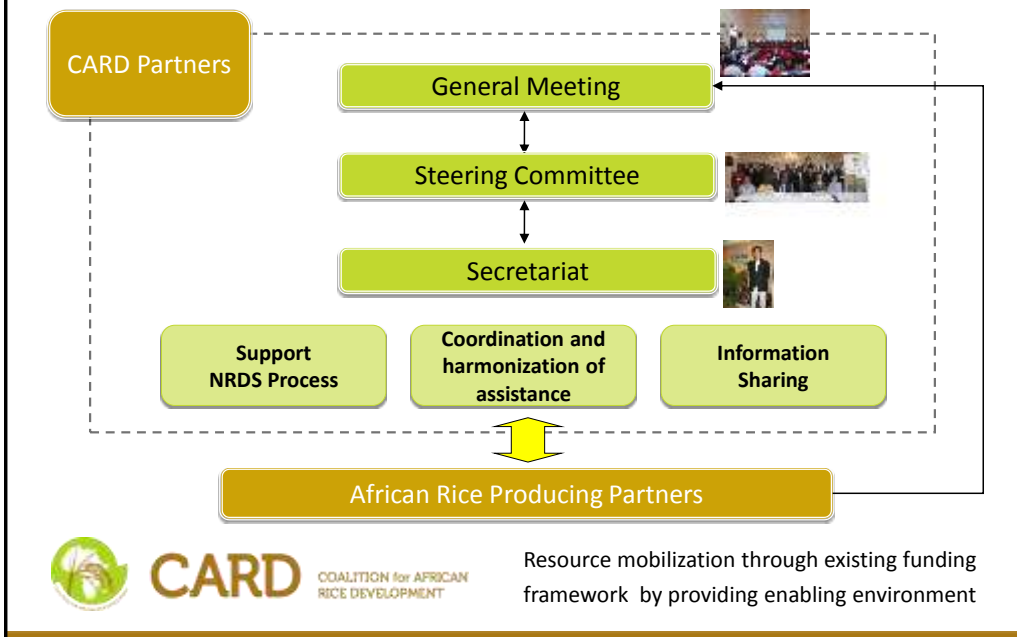 CARD Partners
General Meeting
Steering Committee
Secretariat
Support
NRDS Process
Coordination and
harmonization of
assistance
Information
Sharing
African Rice Producing Partners
CARD
COALITION for AFRICAN
RICE DEVELOPMENT
Resource mobilization through existing funding
framework by providing enabling environment